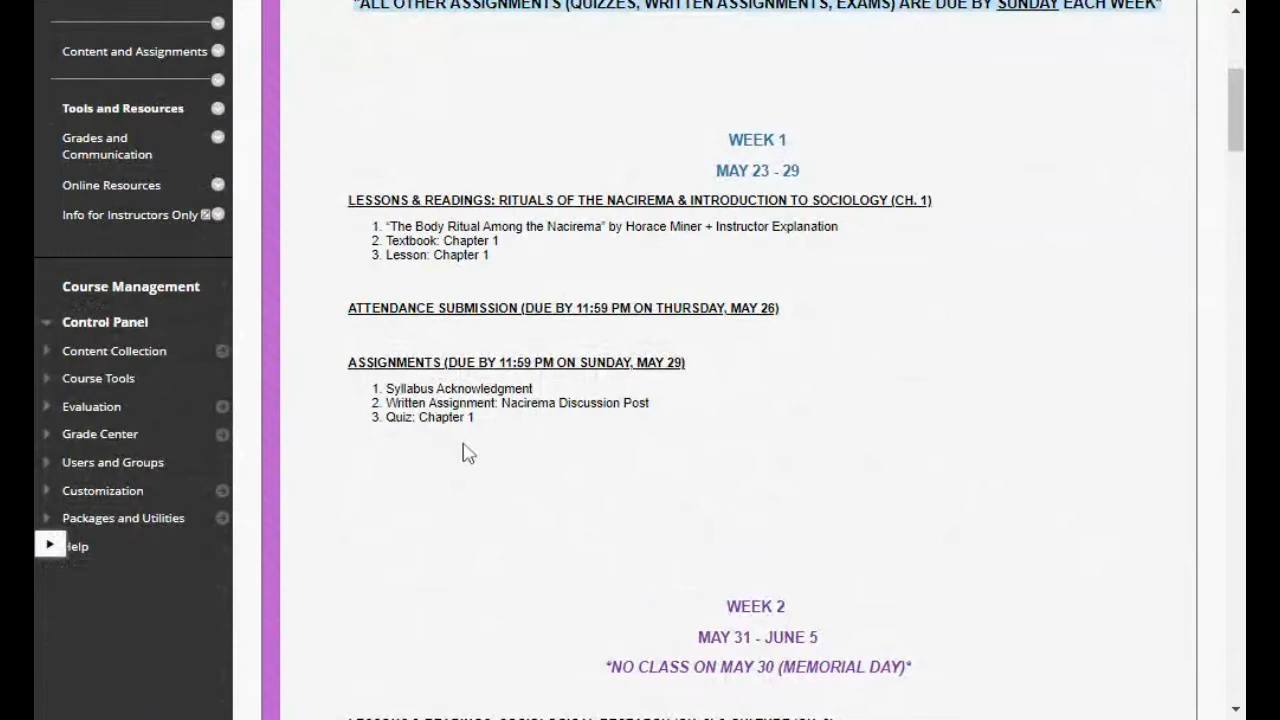 "ALL OTHER ASSIGNMENTS (QUIZZES, WRITTEN ASSIGNMENTS, EXAMS) ARE DUE BY SUNDAY EACH WEEK"
Content and Assignments
Tools and Resources
Grades and
Communication
Online Resources
Info for Instructors Only
Course Management
Control Panel
Content Collection
Course Tools
Evaluation
Grade Center
Users and Groups
Customization
Packages and Utilities
Help
WEEK 1
MAY 23 - 29
LESSONS & READINGS: RITUALS OF THE NACIREMA & INTRODUCTION TO SOCIOLOGY (CH. 1)
1. "The Body Ritual Among the Nacirema" by Horace Miner + Instructor Explanation
2. Textbook: Chapter 1
3. Lesson: Chapter 1
ATTENDANCE SUBMISSION (DUE BY 11:59 PM ON THURSDAY, MAY 26)
ASSIGNMENTS (DUE BY 11:59 PM ON SUNDAY, MAY 29)
1. Syllabus Acknowledgment
2. Written Assignment: Nacirema Discussion Post
3. Quiz: Chapter 1
WEEK 2
MAY 31 - JUNE 5
*NO CLASS ON MAY 30 (MEMORIAL DAY)*